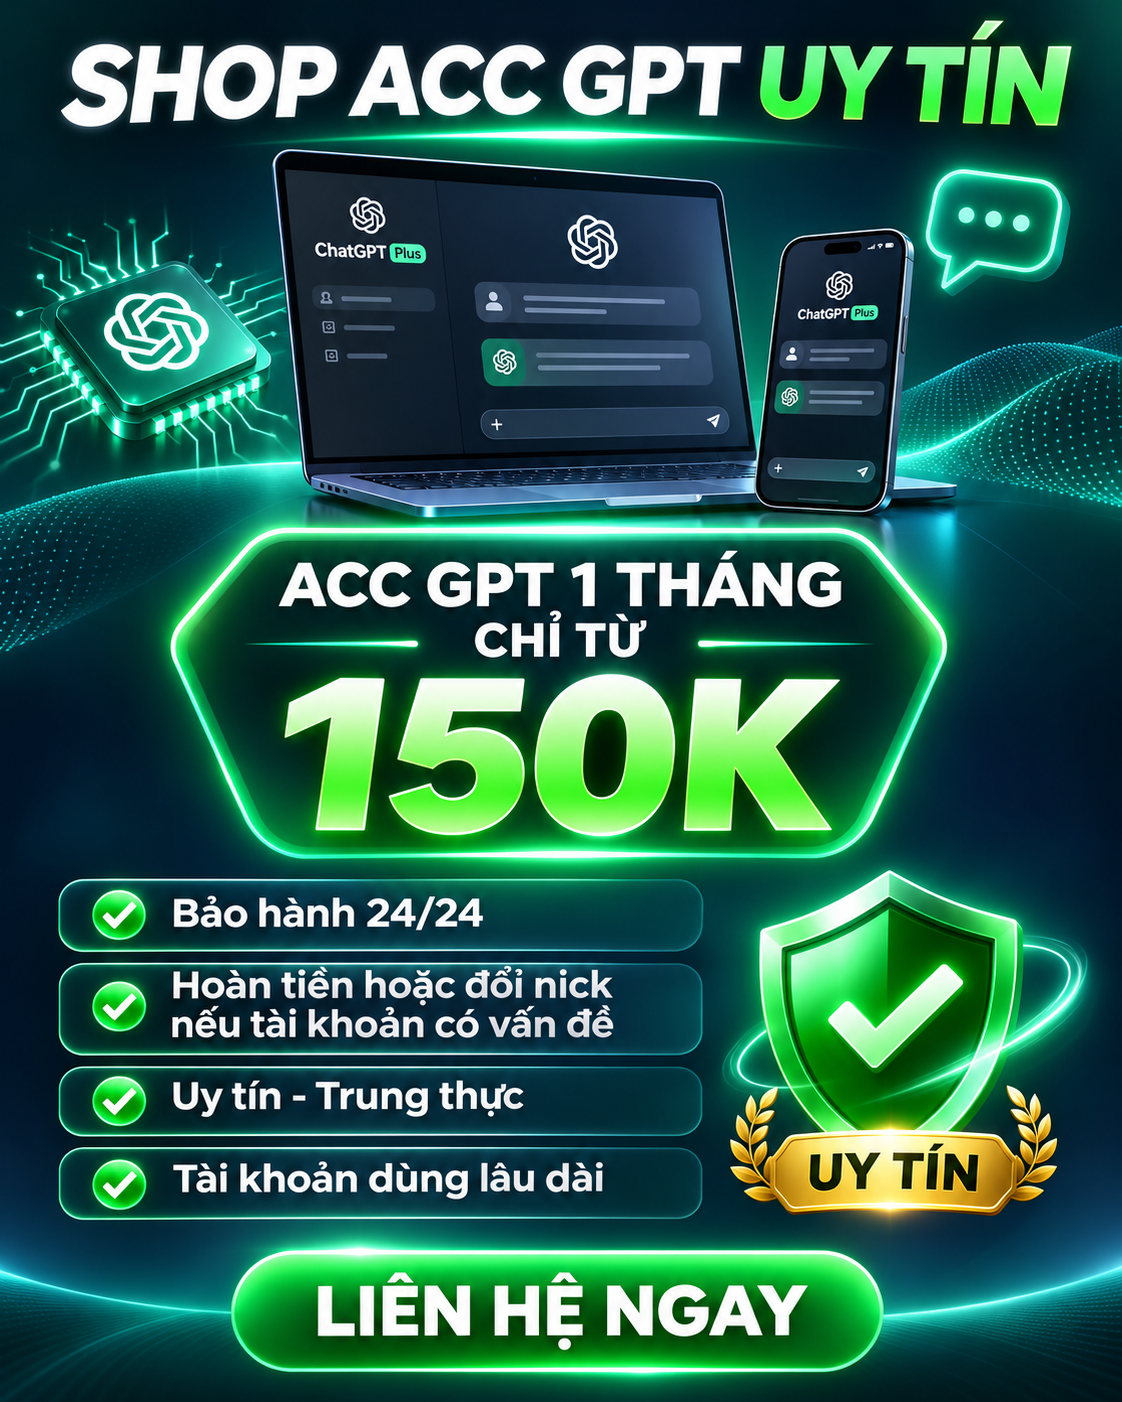 SHOP ACC GPT UY TÍN
ChatGPT Plus
ChatGPT Plus
ACC GPT 1 THÁNG
CHỈ TỪ
150K
Bảo hành 24/24
Hoàn tiền hoặc đổi nick
nếu tài khoản có vấn đề
Uy tín - Trung thực
Tài khoản dùng lâu dài
UY TÍN
LIÊN HỆ NGAY